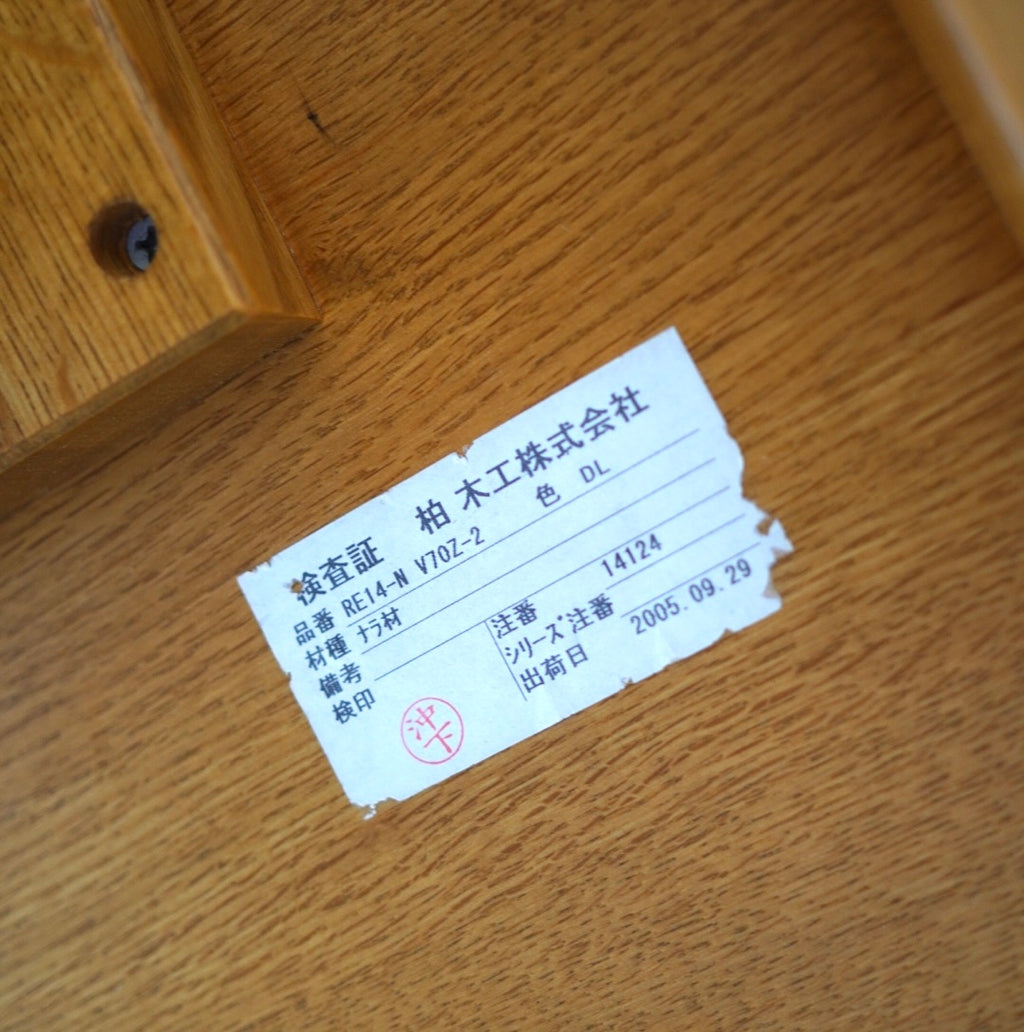 検査証 柏木工株式会社
品番 RE14-N V70Z-2 色 DL
材種 ナラ材
備考
検印
注番 14124
シリーズ注番
出荷日 2005.09.29
沖下